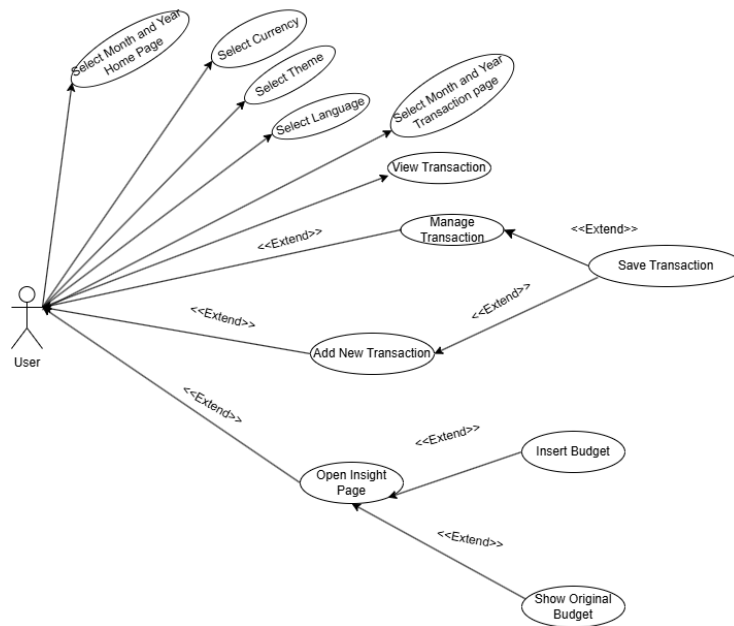 Select Month and Year
Home Page
Select Currency
Select Theme
Select Language
Select Month and Year
Transaction page
View Transaction
Manage
Transaction
<<Extend>>
<<Extend>>
Save Transaction
<<Extend>>
<<Extend>>
Add New Transaction
User
<<Extend>>
<<Extend>>
Insert Budget
Open Insight
Page
<<Extend>>
Show Original
Budget